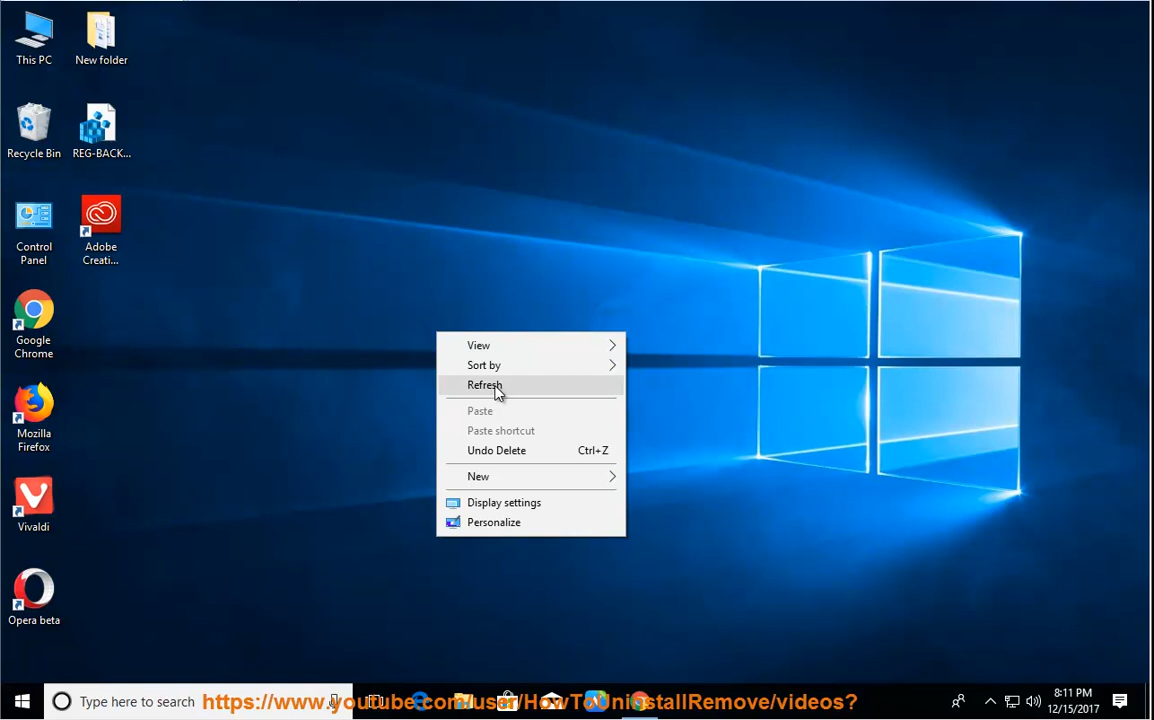 This PC
New folder
Recycle Bin
REG-BACK...
Control
Panel
Adobe
Creati...
Google
Chrome
Mozilla
Firefox
Vivaldi
Opera beta
View
Sort by
Refresh
Paste
Paste shortcut
Undo Delete Ctrl+Z
New
Display settings
Personalize
Type here to search
https://www.youtube.com/user/HowToUninstallRemove/videos?
8:11 PM
12/15/2017